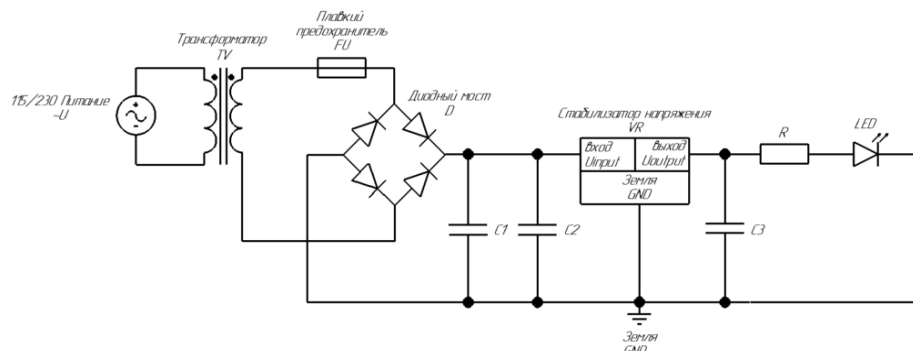 Плавкий
предохранитель
FU
Трансформатор
TV
115/230 Питание
~U
Диодный мост
D
Стабилизатор напряжения
VR
вход
Uinput
выход
Uoutput
Земля
GND
R
LED
C1
C2
C3
Земля
GND